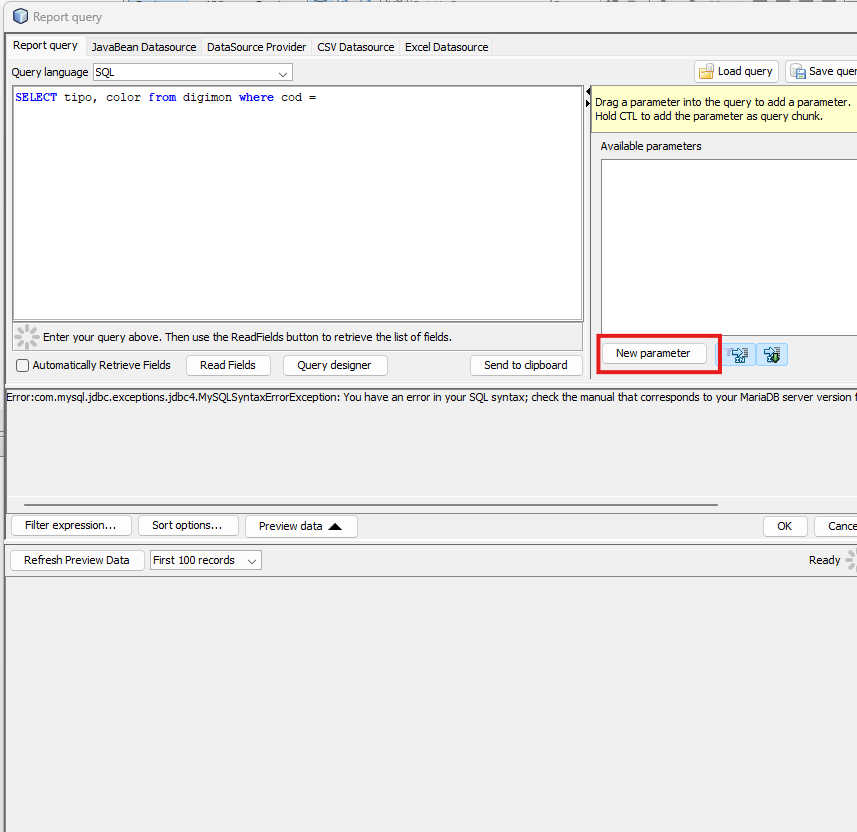 Report query
Report query JavaBean Datasource DataSource Provider CSV Datasource Excel Datasource
Query language SQL Load query Save quer
SELECT tipo, color from digimon where cod =
Drag a parameter into the query to add a parameter.
Hold CTL to add the parameter as query chunk.
Available parameters
Enter your query above. Then use the ReadFields button to retrieve the list of fields.
New parameter
Automatically Retrieve Fields Read Fields Query designer Send to clipboard
Error:com.mysql.jdbc.exceptions.jdbc4.MySQLSyntaxErrorException: You have an error in your SQL syntax; check the manual that corresponds to your MariaDB server version f
Filter expression... Sort options... Preview data OK Cance
Refresh Preview Data First 100 records Ready